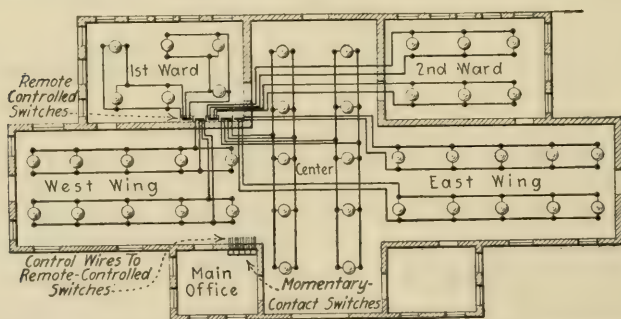 Remote
Controlled
Switches
1st Ward
2nd Ward
West Wing
Center
East Wing
Control Wires To
Remote-Controlled
Switches
Main
Office
Momentary-
Contact Switches